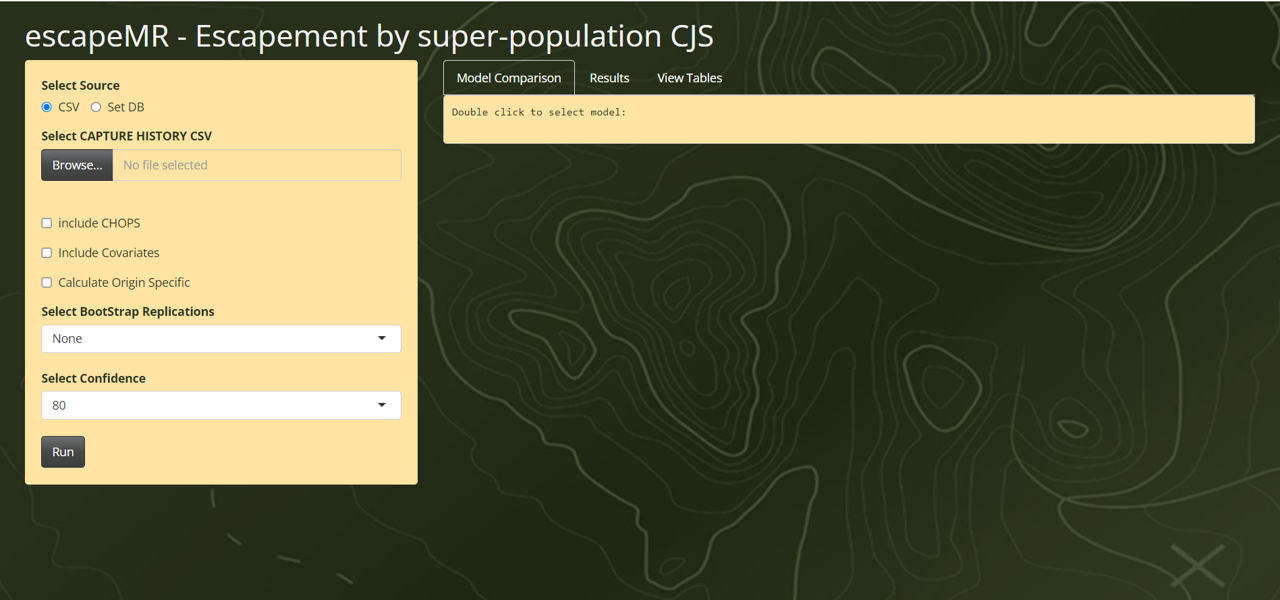 escapeMR - Escapement by super-population CJS
Select Source
CSV Set DB
Select CAPTURE HISTORY CSV
Browse... No file selected
include CHOPS
Include Covariates
Calculate Origin Specific
Select BootStrap Replications
None
Select Confidence
80
Run
Model Comparison Results View Tables
Double click to select model: